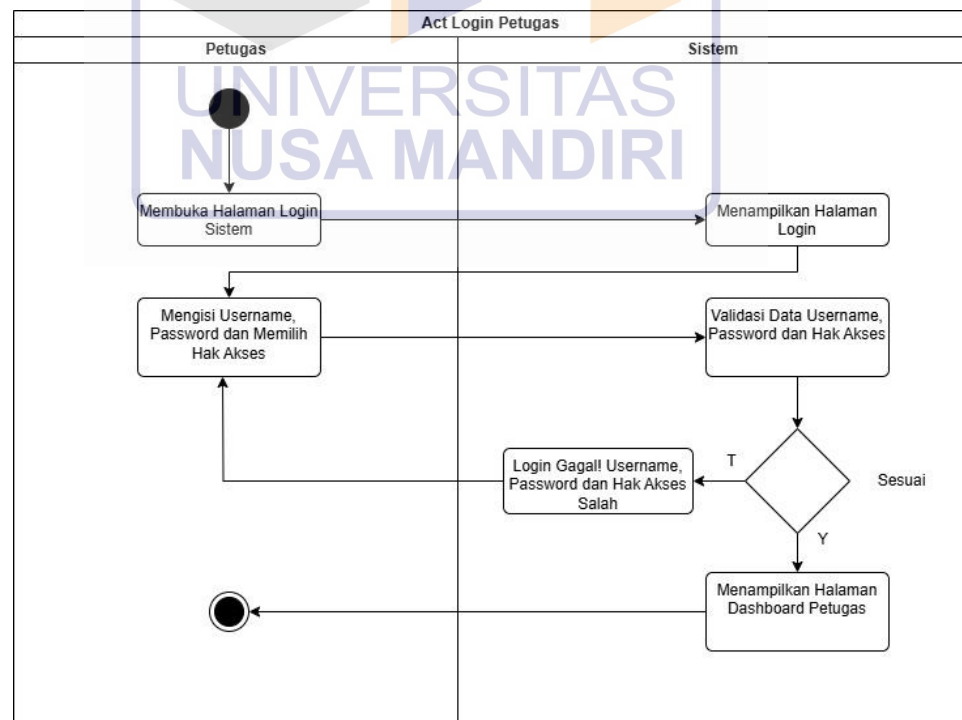 Act Login Petugas
Petugas
Sistem
UNIVERSITAS
NUSA MANDIRI
Membuka Halaman Login
Sistem
Menampilkan Halaman
Login
Mengisi Username,
Password dan Memilih
Hak Akses
Validasi Data Username,
Password dan Hak Akses
Login Gagal! Username,
Password dan Hak Akses
Salah
T
Sesuai
Y
Menampilkan Halaman
Dashboard Petugas